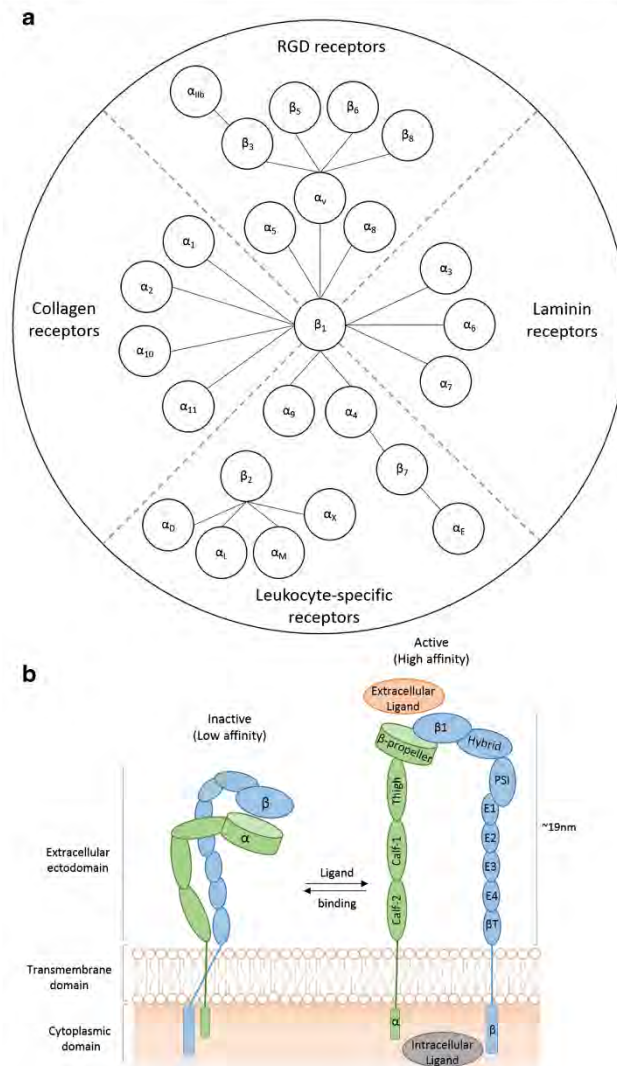 a
RGD receptors
αIIb
β5
β6
β3
β8
αv
α5
α8
α1
α3
α2
Collagen
receptors
β1
α6
Laminin
receptors
α10
α7
α11
α9
α4
β2
β7
αX
αD
αE
αL
αM
Leukocyte-specific
receptors
b
Active
(High affinity)
Extracellular
Ligand
Inactive
(Low affinity)
β1
β-propeller
Hybrid
PSI
β
α
Thigh
E1
~19nm
E2
Extracellular
ectodomain
Calf-1
E3
Ligand
binding
Calf-2
E4
βT
Transmembrane
domain
Cytoplasmic
domain
α
β
Intracellular
Ligand